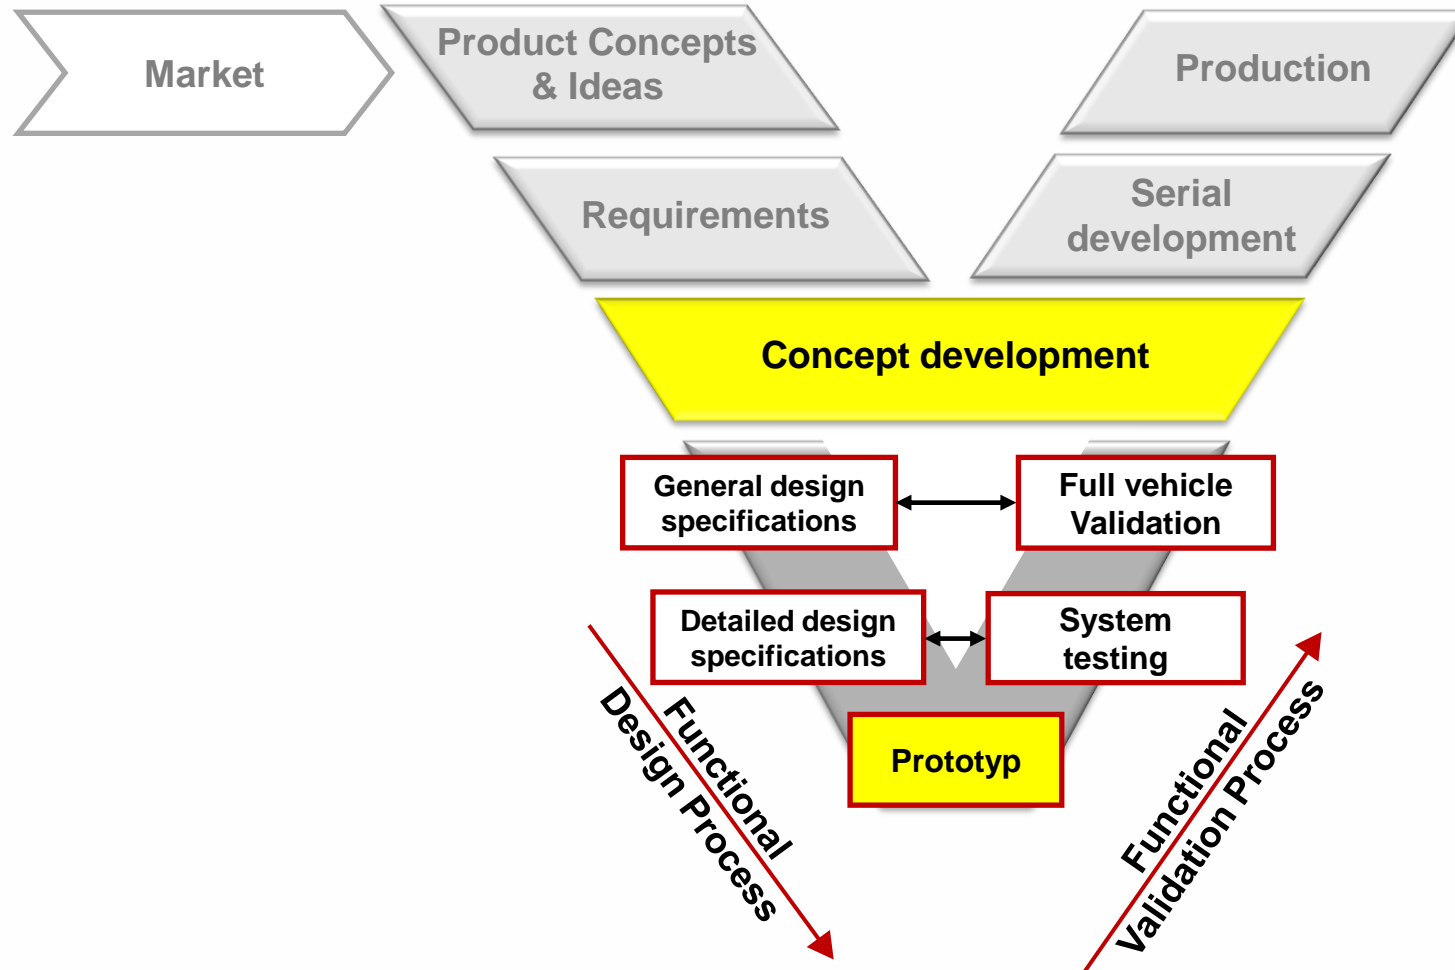 Market
Product Concepts
& Ideas
Production
Requirements
Serial
development
Concept development
General design
specifications
Full vehicle
Validation
Detailed design
specifications
System
testing
Prototyp
Functional
Design Process
Functional
Validation Process